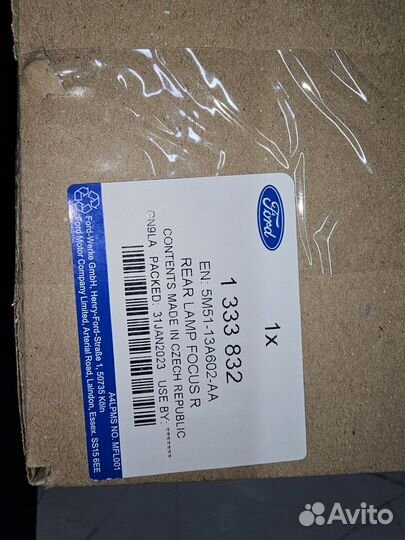 Ford
1x
1 333 832
EN: 5M51-13A602-AA
REAR LAMP FOCUS R
CONTENTS MADE IN CZECH REPUBLIC
GN9LA PACKED: 31JAN2023 USE BY: *******
A4LPMS NO. MFL001
Ford-Werke GmbH, Henry-Ford-Straße 1, 50735 Köln
Ford Motor Company Limited, Arterial Road, Laindon, Essex, SS15 6EE
Avito